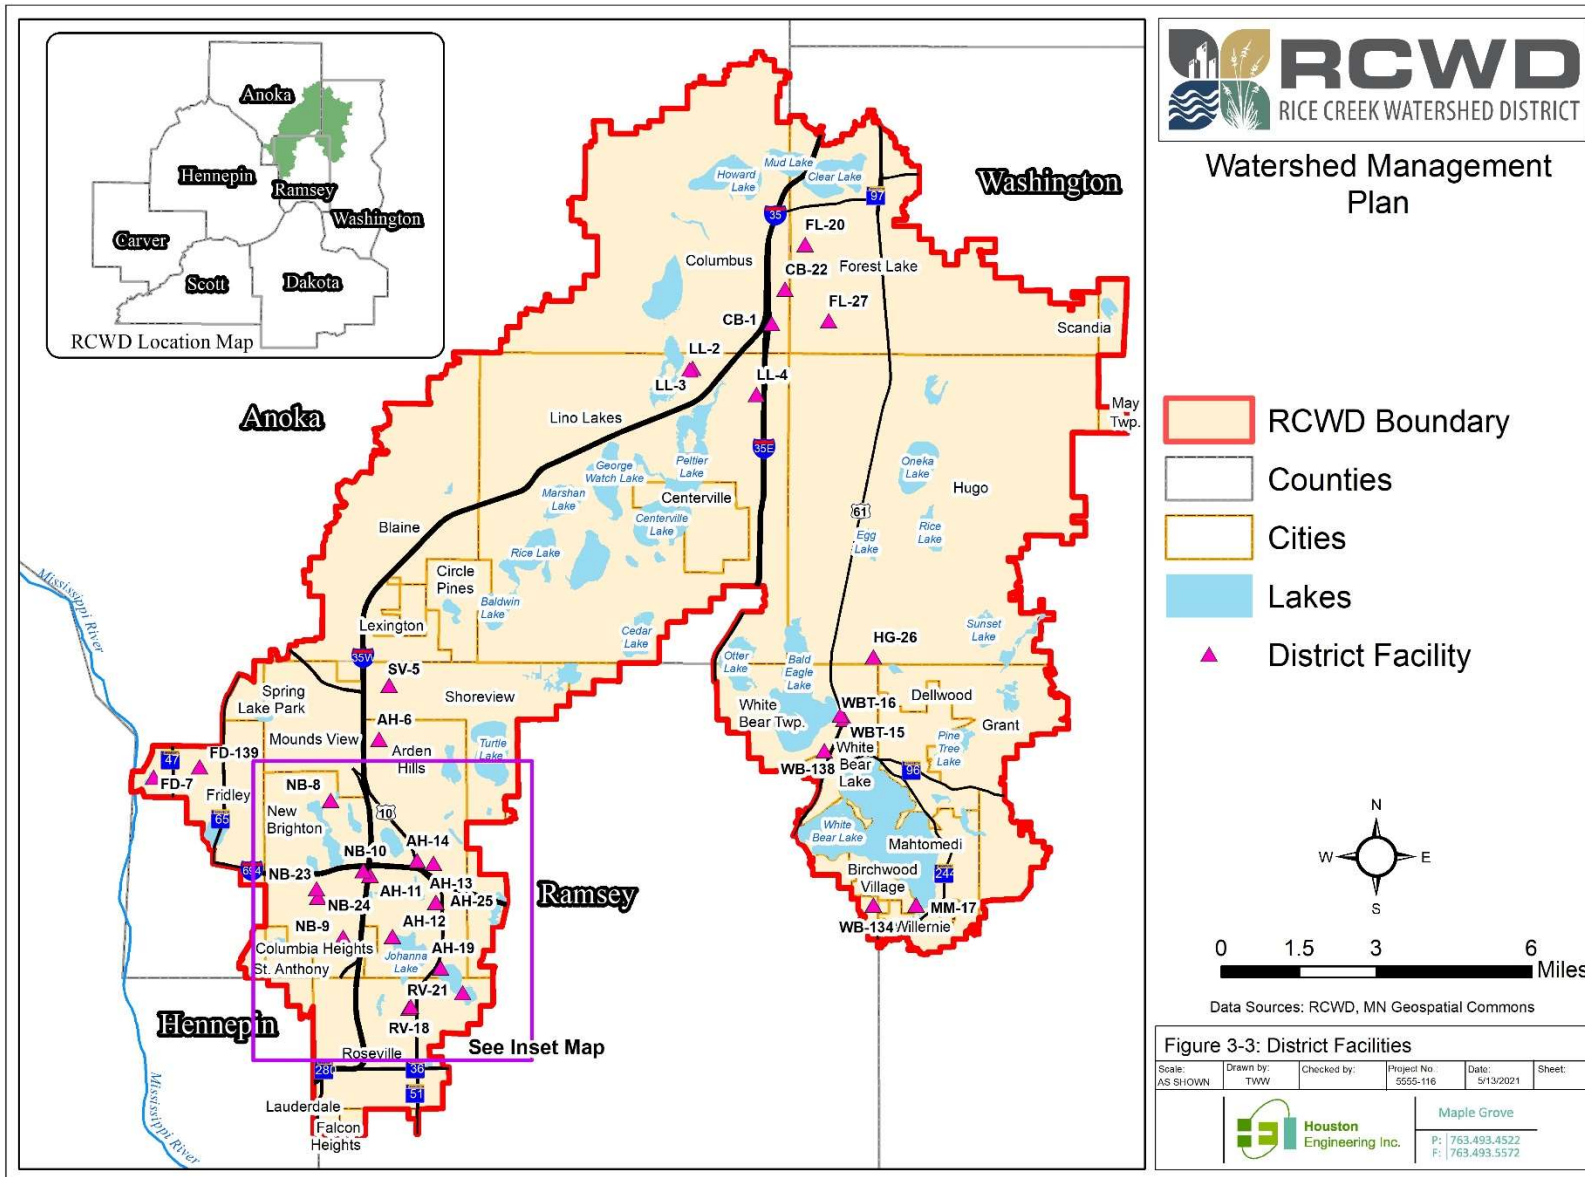 Anoka
Hennepin
Ramsey
Washington
Carver
Scott
Dakota
RCWD Location Map
RCWD
RICE CREEK WATERSHED DISTRICT
Watershed Management
Plan
Washington
Anoka
Ramsey
Hennepin
Mississippi River
Mississippi River
Mud Lake
Howard
Lake
Clear Lake
97
35
FL-20
Columbus
CB-22
Forest Lake
FL-27
CB-1
Scandia
LL-2
LL-3
LL-4
May
Twp.
Lino Lakes
35E
George
Watch Lake
Peltier
Lake
Oneka
Lake
Hugo
Marshan
Lake
Centerville
Centerville
Lake
61
Egg
Lake
Rice
Lake
Blaine
Rice Lake
Circle
Pines
Baldwin
Lake
Lexington
Cedar
Lake
Sunset
Lake
35W
HG-26
SV-5
Otter
Lake
Bald
Eagle
Lake
Spring
Lake Park
Shoreview
White
Bear Twp.
Dellwood
WBT-16
WBT-15
Grant
AH-6
Mounds View
Arden
Hills
Turtle
Lake
Pine
Tree
Lake
47
FD-139
FD-7
Fridley
65
WB-138
White
Bear
Lake
96
NB-8
New
Brighton
10
White
Bear Lake
Mahtomedi
AH-14
NB-10
694
NB-23
AH-11
AH-13
AH-25
Birchwood
Village
244
NB-24
AH-12
NB-9
Columbia Heights
Johanna
Lake
AH-19
WB-134
MM-17
Willernie
St. Anthony
RV-21
RV-18
Roseville
See Inset Map
280
36
51
Lauderdale
Falcon
Heights
RCWD Boundary
Counties
Cities
Lakes
District Facility
N
W E
S
0 1.5 3 6
Miles
Data Sources: RCWD, MN Geospatial Commons
Figure 3-3: District Facilities
Scale: Drawn by: Checked by: Project No.: Date: Sheet:
AS SHOWN TWW 5555-116 5/13/2021
Houston
Engineering Inc.
Maple Grove
P: 763.493.4522
F: 763.493.5572